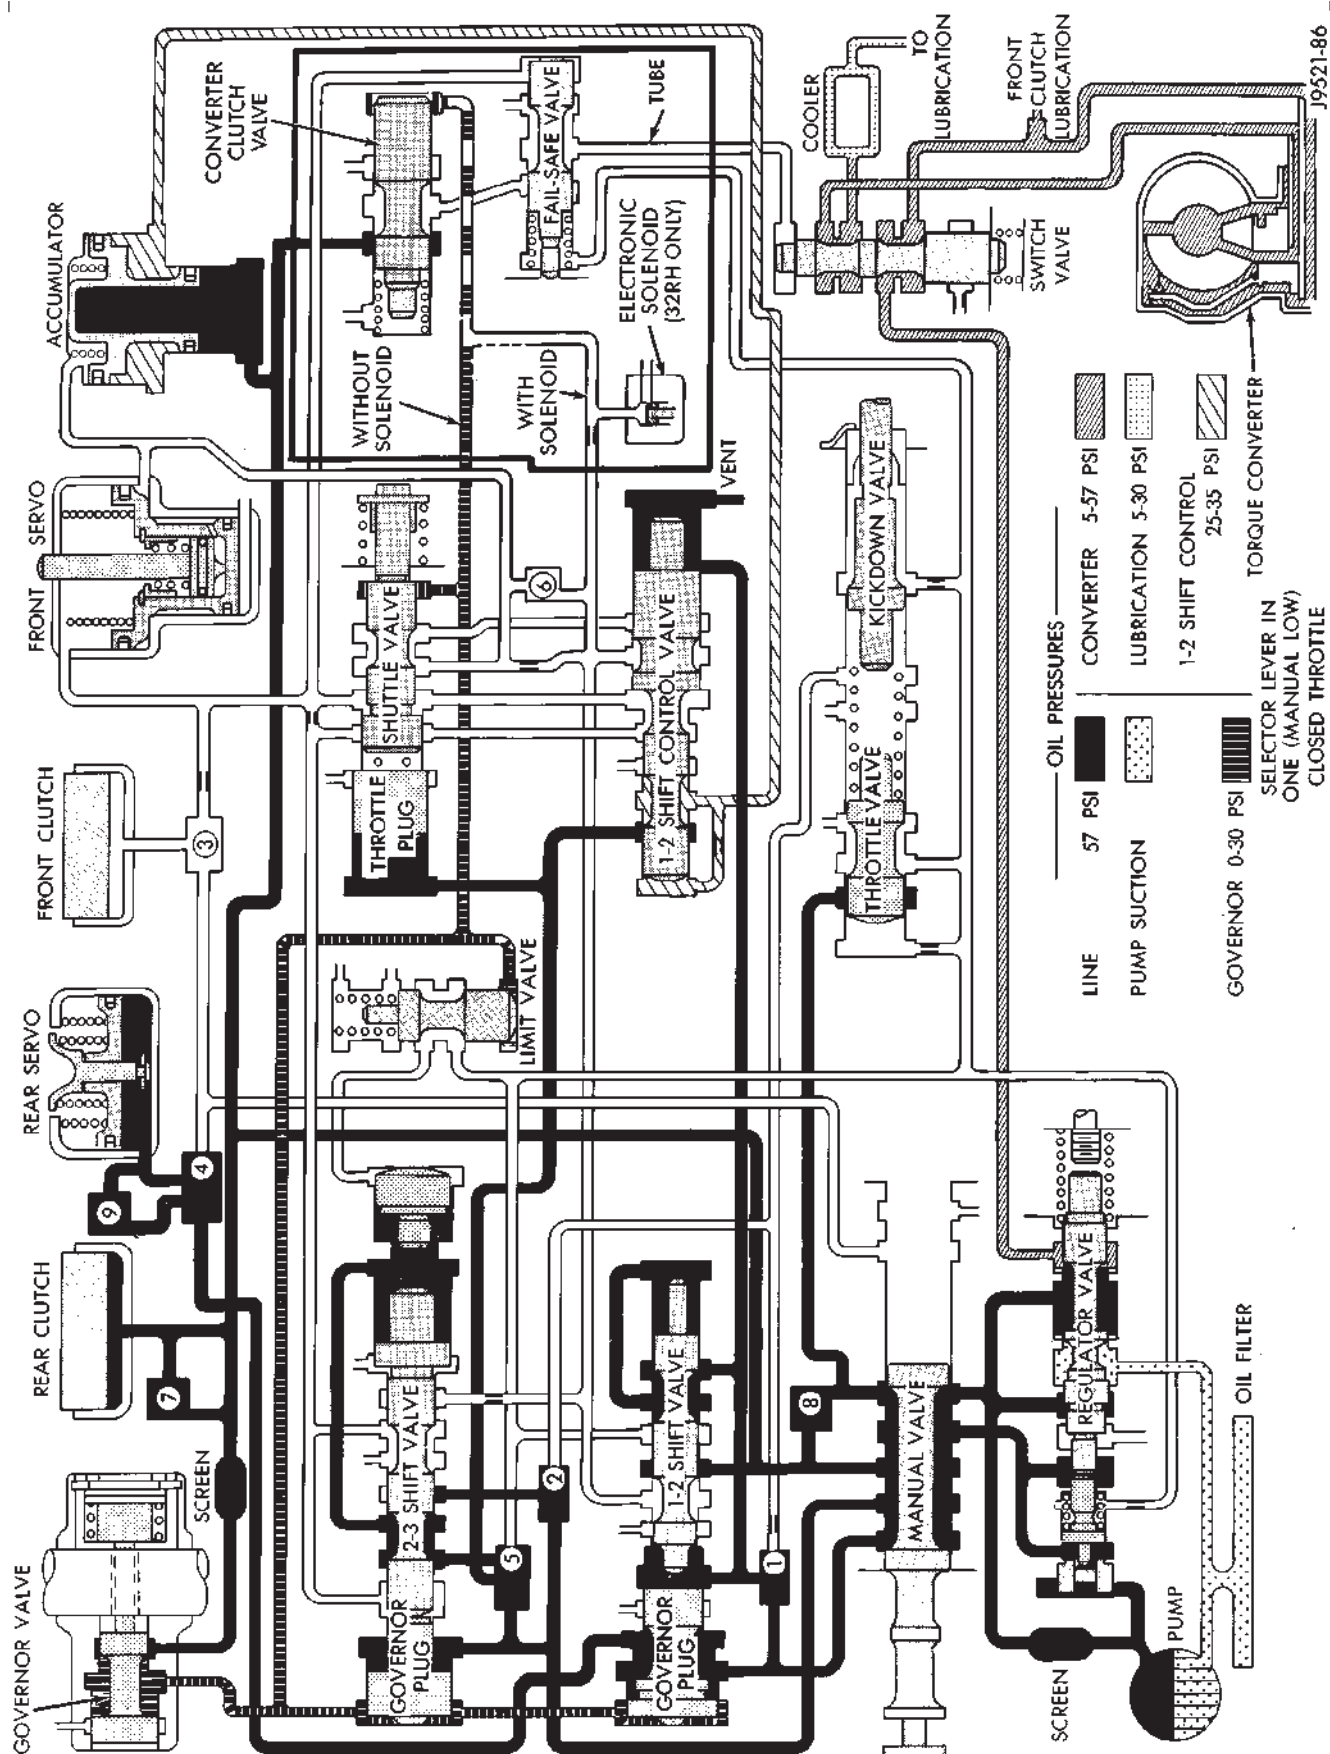 GOVERNOR VALVE
REAR CLUTCH
REAR SERVO
FRONT CLUTCH
FRONT SERVO
ACCUMULATOR
7
9
4
3
SCREEN
CONVERTER
CLUTCH
VALVE
GOVERNOR
PLUG
2-3 SHIFT VALVE
LIMIT VALVE
THROTTLE
PLUG
SHUTTLE VALVE
WITHOUT
SOLENOID
5
2
6
WITH
SOLENOID
FAIL-SAFE VALVE
ELECTRONIC
SOLENOID
(32RH ONLY)
TUBE
GOVERNOR
PLUG
1-2 SHIFT VALVE
1-2 SHIFT CONTROL VALVE
VENT
1
8
COOLER
TO
LUBRICATION
FRONT
CLUTCH
LUBRICATION
MANUAL VALVE
THROTTLE VALVE
KICKDOWN VALVE
SWITCH
VALVE
SCREEN
PUMP
REGULATOR VALVE
OIL FILTER
OIL PRESSURES
LINE 57 PSI
CONVERTER 5-57 PSI
PUMP SUCTION
LUBRICATION 5-30 PSI
1-2 SHIFT CONTROL
25-35 PSI
GOVERNOR 0-30 PSI
TORQUE CONVERTER
SELECTOR LEVER IN
ONE (MANUAL LOW)
CLOSED THROTTLE
J9521-86